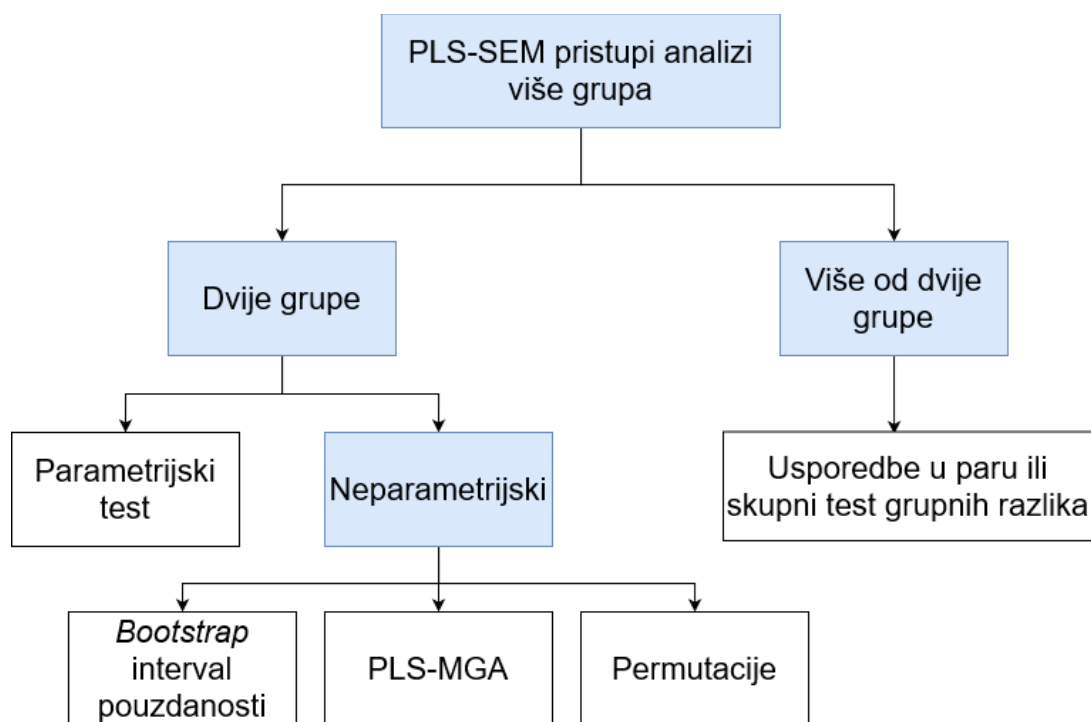 PLS-SEM pristupi analizi
više grupa
Dvije grupe
Više od dvije
grupe
Parametrijski
test
Neparametrijski
Usporedbe u paru ili
skupni test grupnih razlika
Bootstrap
interval
pouzdanosti
PLS-MGA
Permutacije